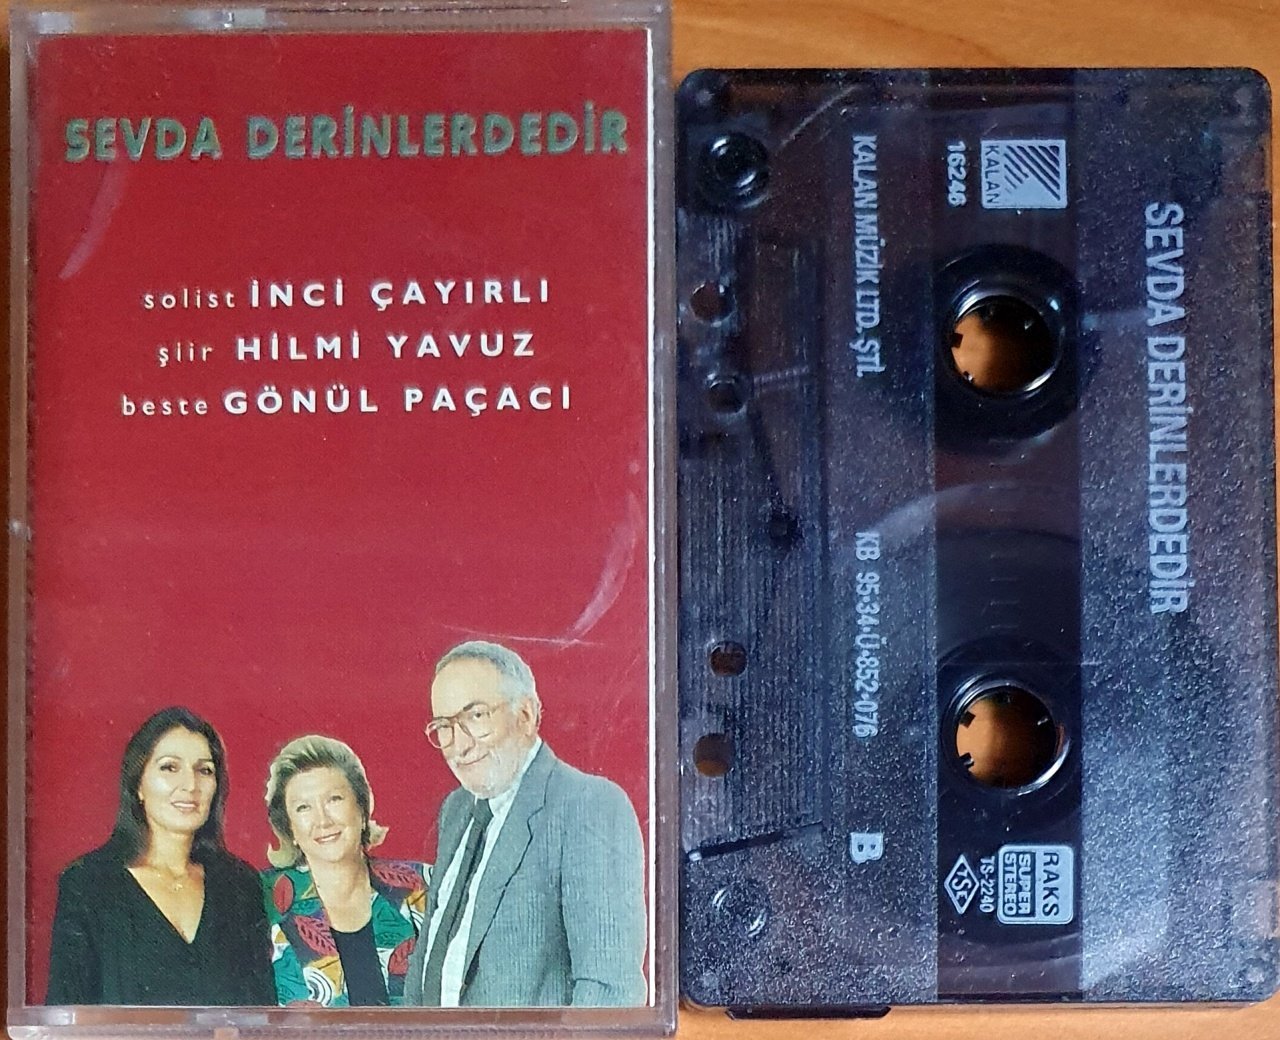 SEVDA DERİNLERDEDİR
solist İNCİ ÇAYIRLI
şiir HİLMİ YAVUZ
beste GÖNÜL PAÇACI
SEVDA DERİNLERDEDİR
KALAN
16246
KALAN MÜZİK LTD. ŞTİ.
KB 95·34·Ü·852·076
B
RAKS
SUPER
STEREO
TS-2240
TSE